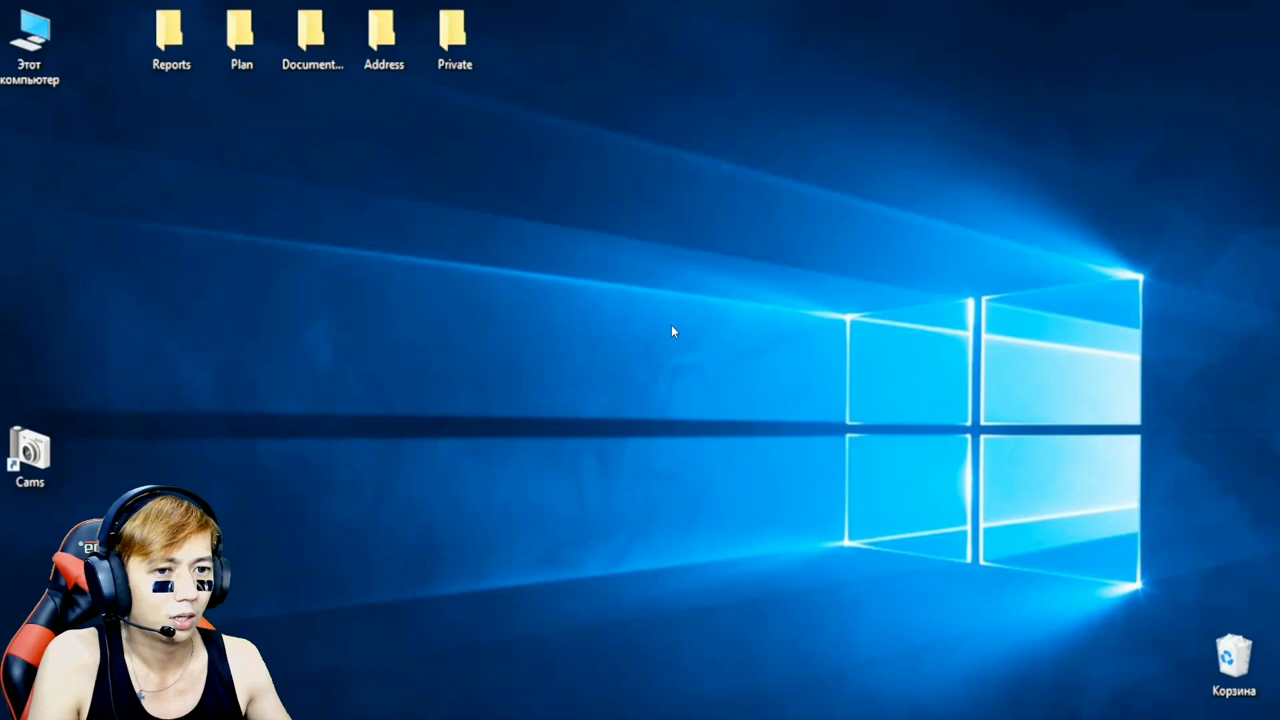 Этот
компьютер
Reports
Plan
Document...
Address
Private
Cams
Корзина